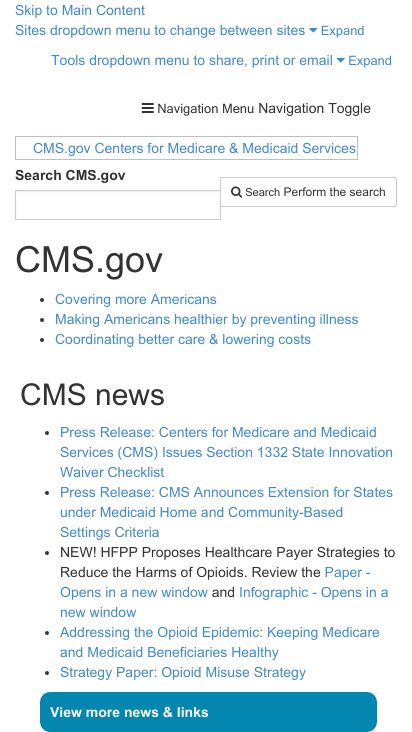 Skip to Main Content
Sites dropdown menu to change between sites Expand
Tools dropdown menu to share, print or email Expand
Navigation Menu Navigation Toggle
CMS.gov Centers for Medicare & Medicaid Services
Search CMS.gov
Search Perform the search
CMS.gov
• Covering more Americans
• Making Americans healthier by preventing illness
• Coordinating better care & lowering costs
CMS news
• Press Release: Centers for Medicare and Medicaid
Services (CMS) Issues Section 1332 State Innovation
Waiver Checklist
• Press Release: CMS Announces Extension for States
under Medicaid Home and Community-Based
Settings Criteria
• NEW! HFPP Proposes Healthcare Payer Strategies to
Reduce the Harms of Opioids. Review the Paper -
Opens in a new window and Infographic - Opens in a
new window
• Addressing the Opioid Epidemic: Keeping Medicare
and Medicaid Beneficiaries Healthy
• Strategy Paper: Opioid Misuse Strategy
View more news & links